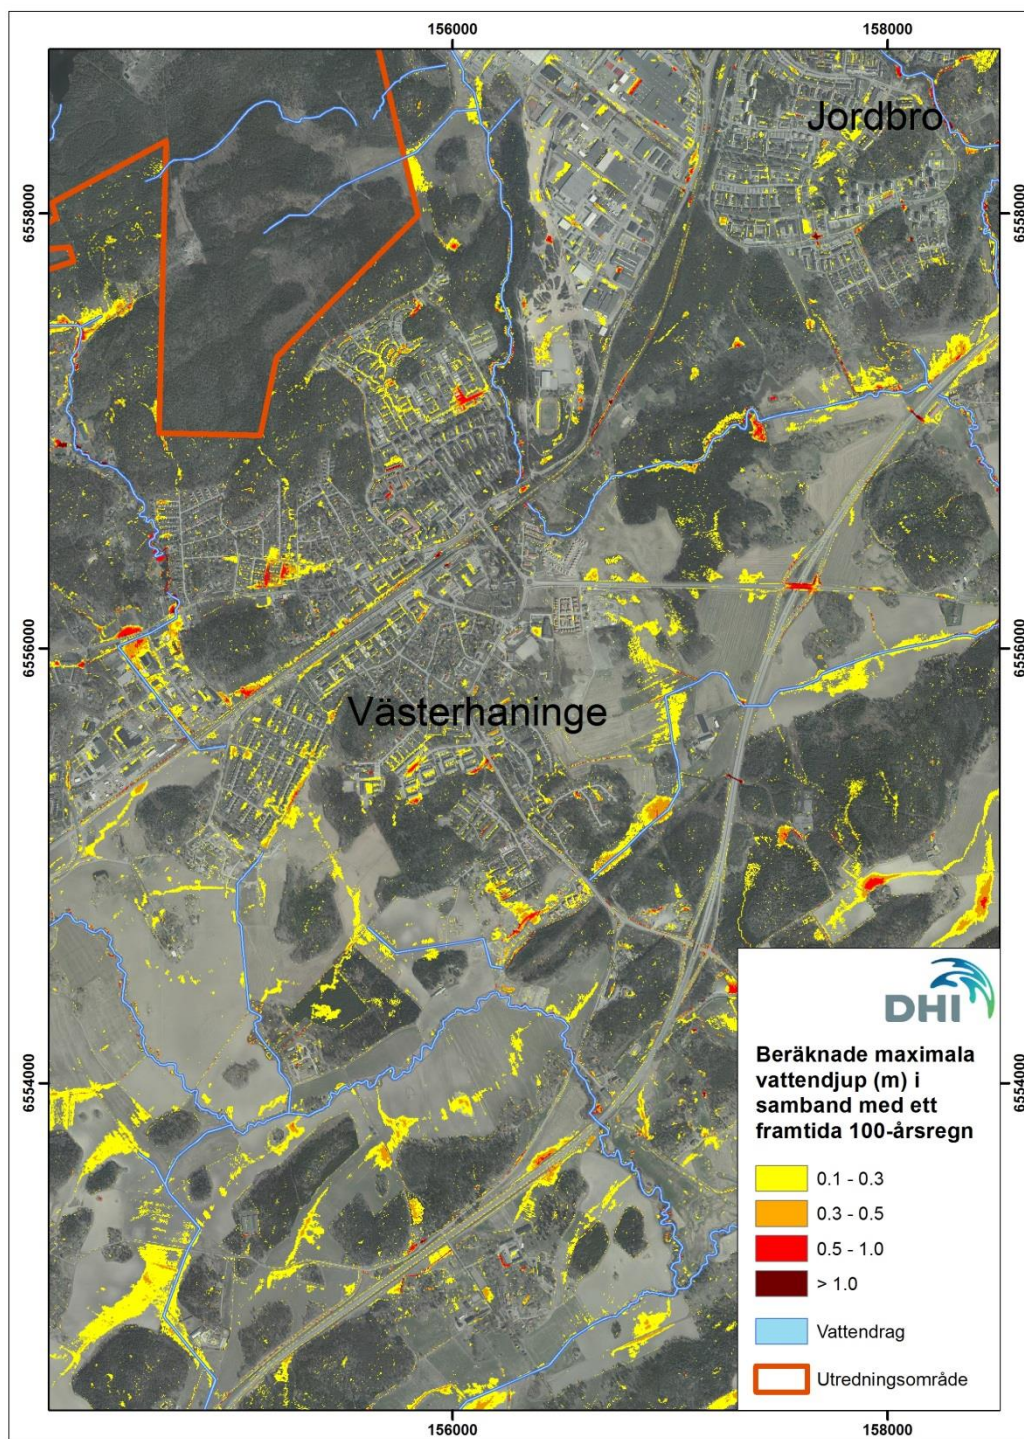 156000
158000
Jordbro
6558000
6558000
6556000
6556000
Västerhaninge
DHI
Beräknade maximala
vattendjup (m) i
samband med ett
framtida 100-årsregn
6554000
6554000
0.1 - 0.3
0.3 - 0.5
0.5 - 1.0
> 1.0
Vattendrag
Utredningsområde
156000
158000